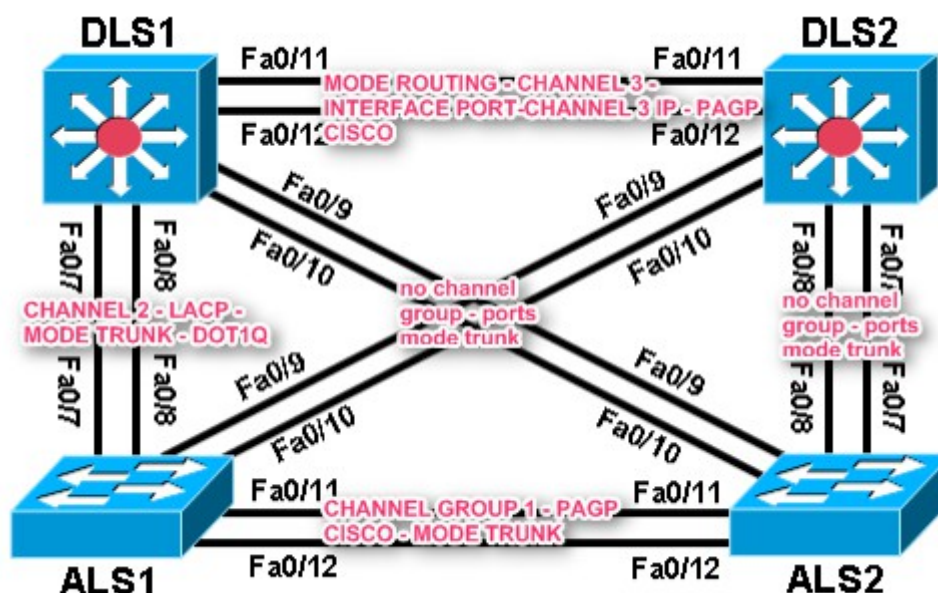 DLS1
DLS2
Fa0/11
Fa0/11
MODE ROUTING - CHANNEL 3 -
INTERFACE PORT-CHANNEL 3 IP - PAGP
CISCO
Fa0/12
Fa0/12
Fa0/9
Fa0/10
Fa0/9
Fa0/10
Fa0/7
Fa0/8
Fa0/8
Fa0/7
no channel
group - ports
mode trunk
no channel
group - ports
mode trunk
CHANNEL 2 - LACP -
MODE TRUNK - DOT1Q
Fa0/7
Fa0/8
Fa0/9
Fa0/10
Fa0/9
Fa0/10
Fa0/8
Fa0/7
Fa0/11
Fa0/11
CHANNEL GROUP 1 - PAGP
CISCO - MODE TRUNK
Fa0/12
Fa0/12
ALS1
ALS2